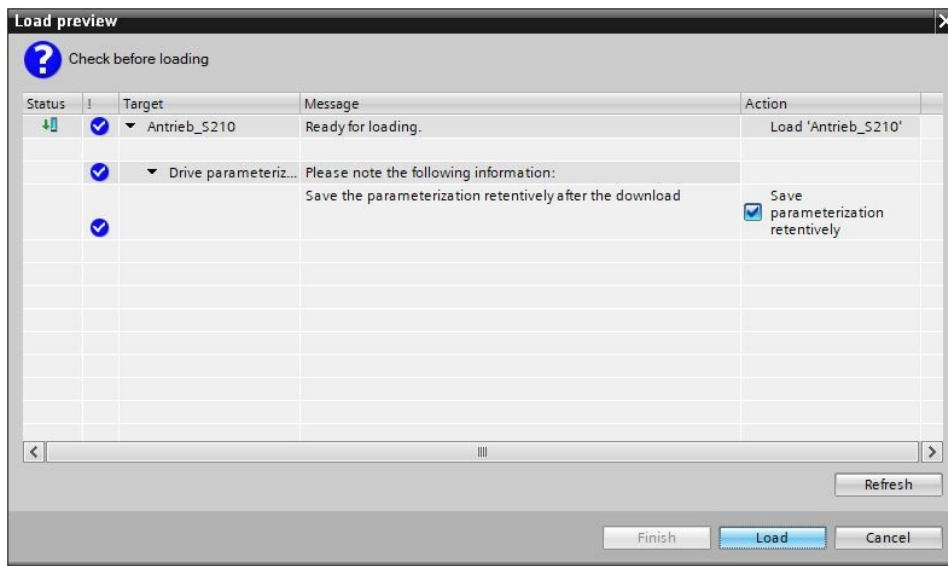 Load preview
Check before loading
Status ! Target Message Action
Antrieb_S210 Ready for loading. Load 'Antrieb_S210'
Drive parameteriz... Please note the following information:
Save the parameterization retentively after the download Save
parameterization
retentively
Refresh
Finish Load Cancel